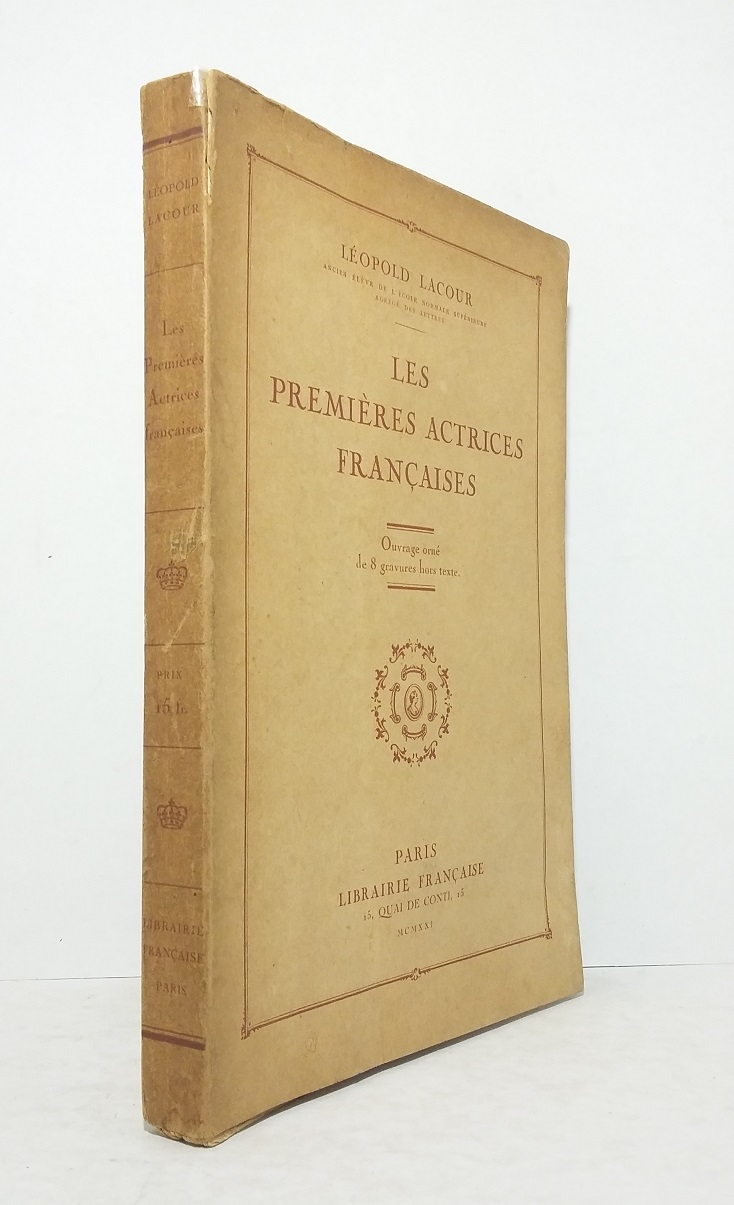 LÉOPOLD
LACOUR
Les
Premières
Actrices
françaises
PRIX
15 fr.
LIBRAIRIE
FRANÇAISE
PARIS
LÉOPOLD LACOUR
ANCIEN ÉLÈVE DE L'ÉCOLE NORMALE SUPÉRIEURE
AGRÉGÉ DES LETTRES
LES
PREMIÈRES ACTRICES
FRANÇAISES
Ouvrage orné
de 8 gravures hors texte.
PARIS
LIBRAIRIE FRANÇAISE
15, QUAI DE CONTI, 15
MCMXXI